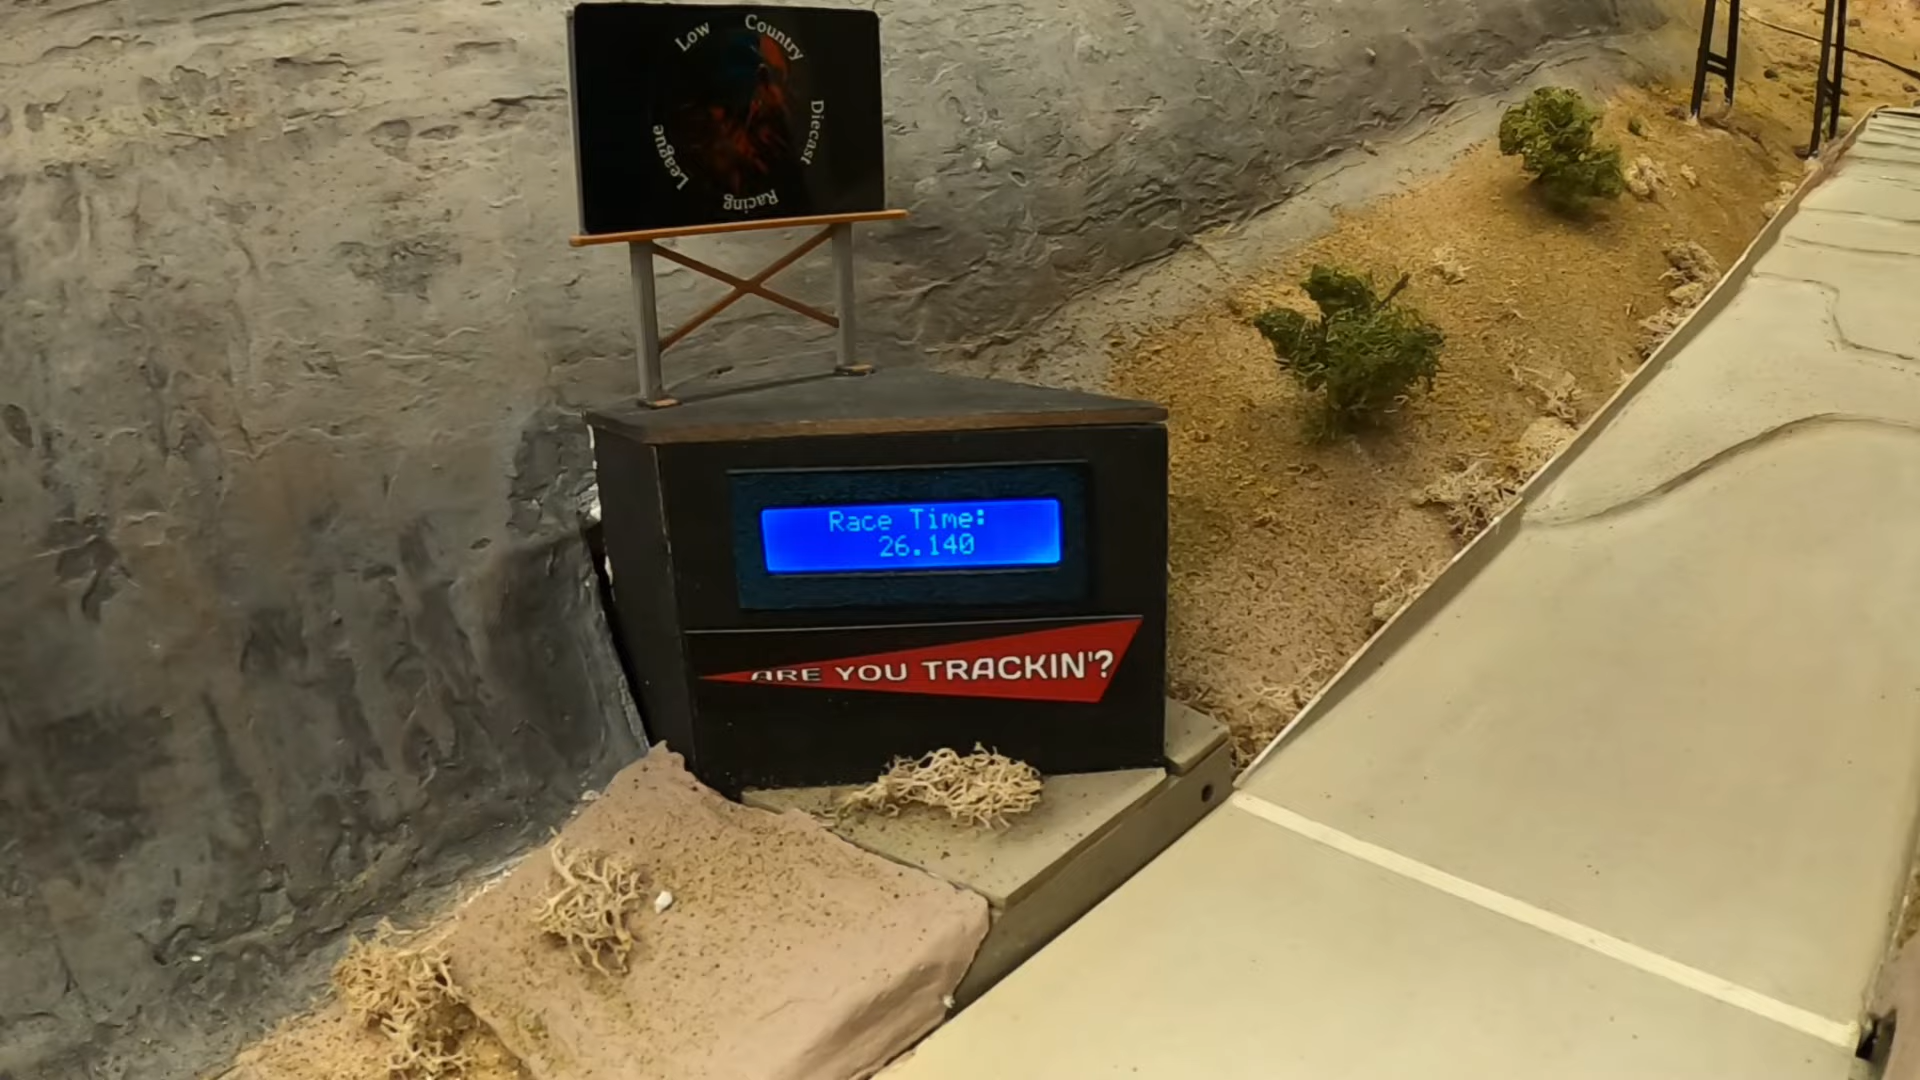 Low Country Diecast Racing League
Race Time:
26.140
ARE YOU TRACKIN'?